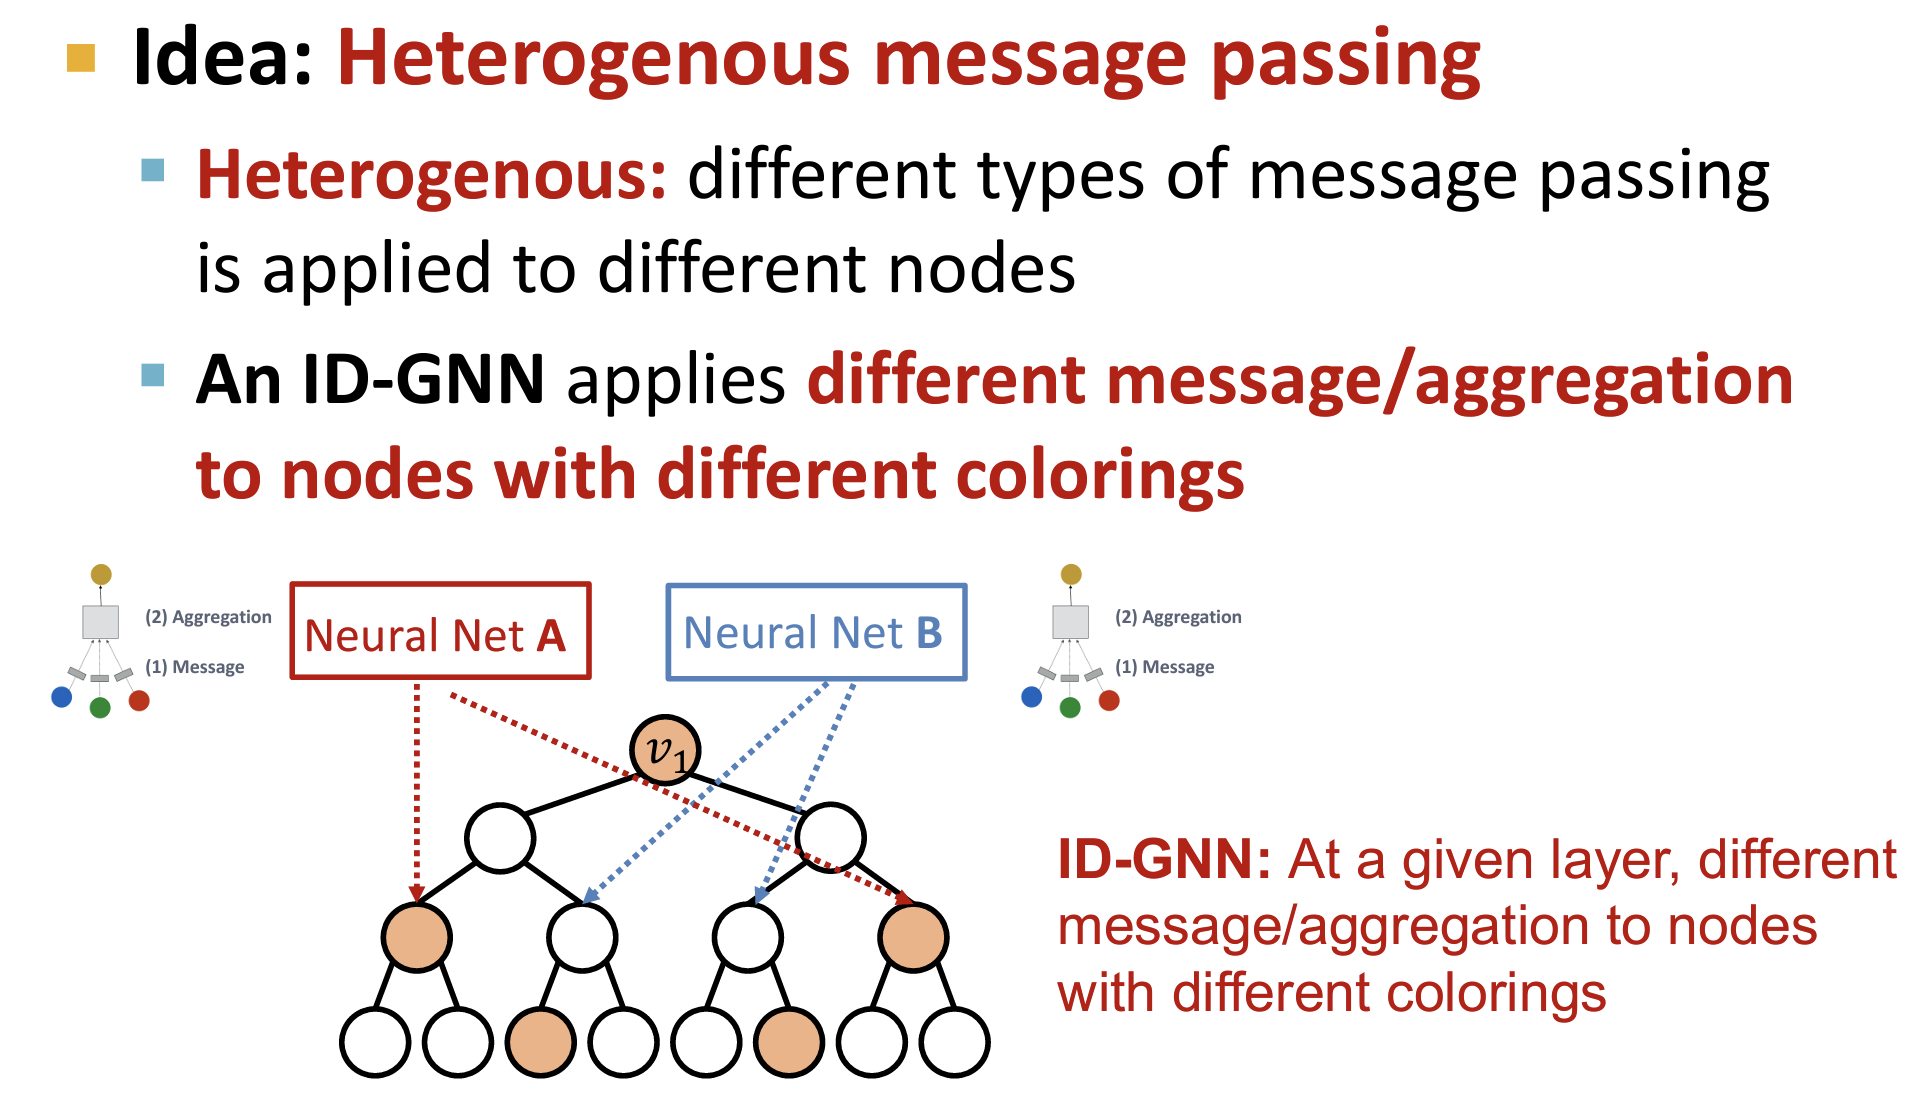 Idea: Heterogenous message passing
Heterogenous: different types of message passing
is applied to different nodes
An ID-GNN applies different message/aggregation
to nodes with different colorings
(2) Aggregation
(1) Message
Neural Net A
Neural Net B
(2) Aggregation
(1) Message
v₁
ID-GNN: At a given layer, different
message/aggregation to nodes
with different colorings